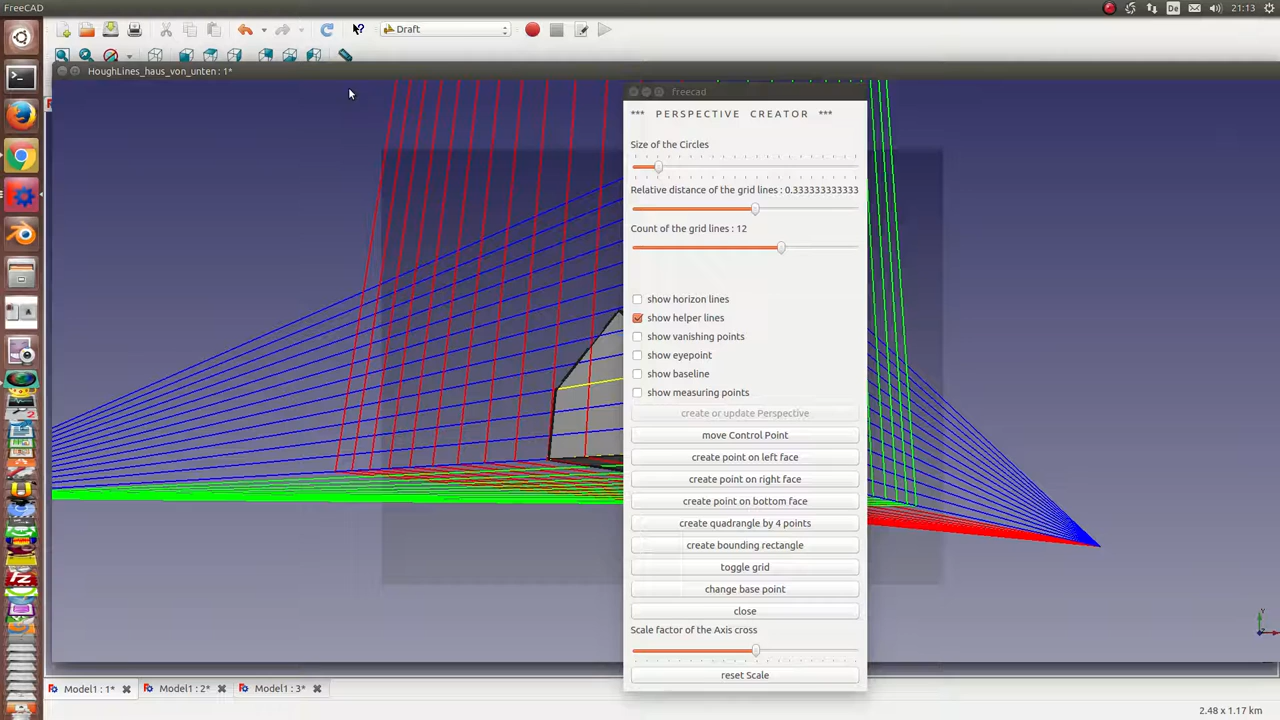 FreeCAD
De
21:13
Draft
HoughLines_haus_von_unten : 1*
freecad
*** PERSPECTIVE CREATOR ***
Size of the Circles
Relative distance of the grid lines : 0.333333333333
Count of the grid lines : 12
show horizon lines
show helper lines
show vanishing points
show eyepoint
show baseline
show measuring points
create or update Perspective
move Control Point
create point on left face
create point on right face
create point on bottom face
create quadrangle by 4 points
create bounding rectangle
toggle grid
change base point
close
Scale factor of the Axis cross
reset Scale
Model1 : 1*
Model1 : 2*
Model1 : 3*
2.48 x 1.17 km